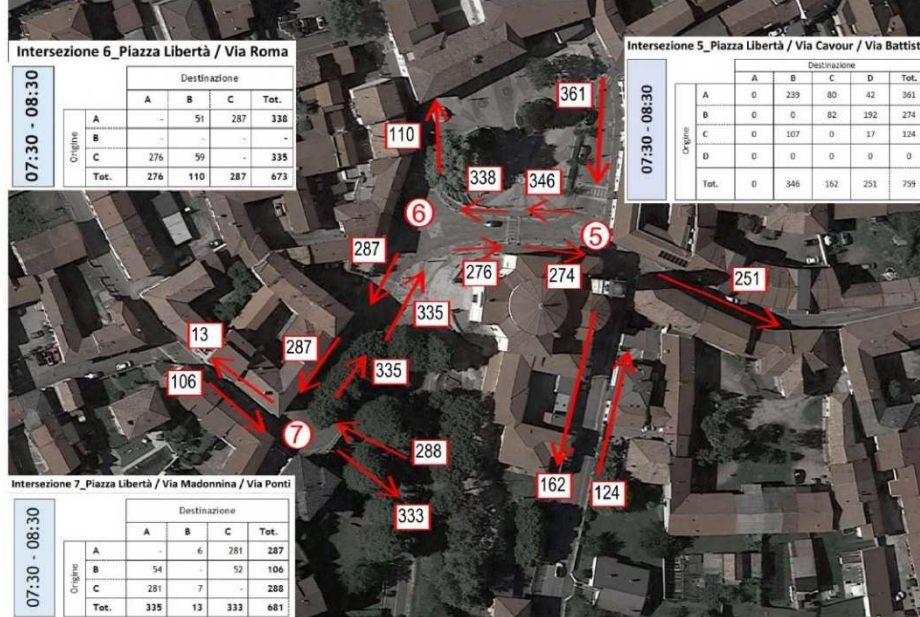 Intersezione 6_Piazza Libertà / Via Roma
07:30 - 08:30
Destinazione
A B C Tot.
Origine
A - 51 287 338
B - - - -
C 276 59 - 335
Tot. 276 110 287 673
Intersezione 5_Piazza Libertà / Via Cavour / Via Battist
07:30 - 08:30
Destinazione
A B C D Tot.
Origine
A 0 239 80 42 361
B 0 0 82 192 274
C 0 107 0 17 124
D 0 0 0 0 0
Tot. 0 346 162 251 759
361
110
338
346
6
5
287
276
274
251
335
13
287
106
335
7
288
162
124
333
Intersezione 7_Piazza Libertà / Via Madonnina / Via Ponti
07:30 - 08:30
Destinazione
A B C Tot.
Origine
A - 6 281 287
B 54 - 52 106
C 281 7 - 288
Tot. 335 13 333 681